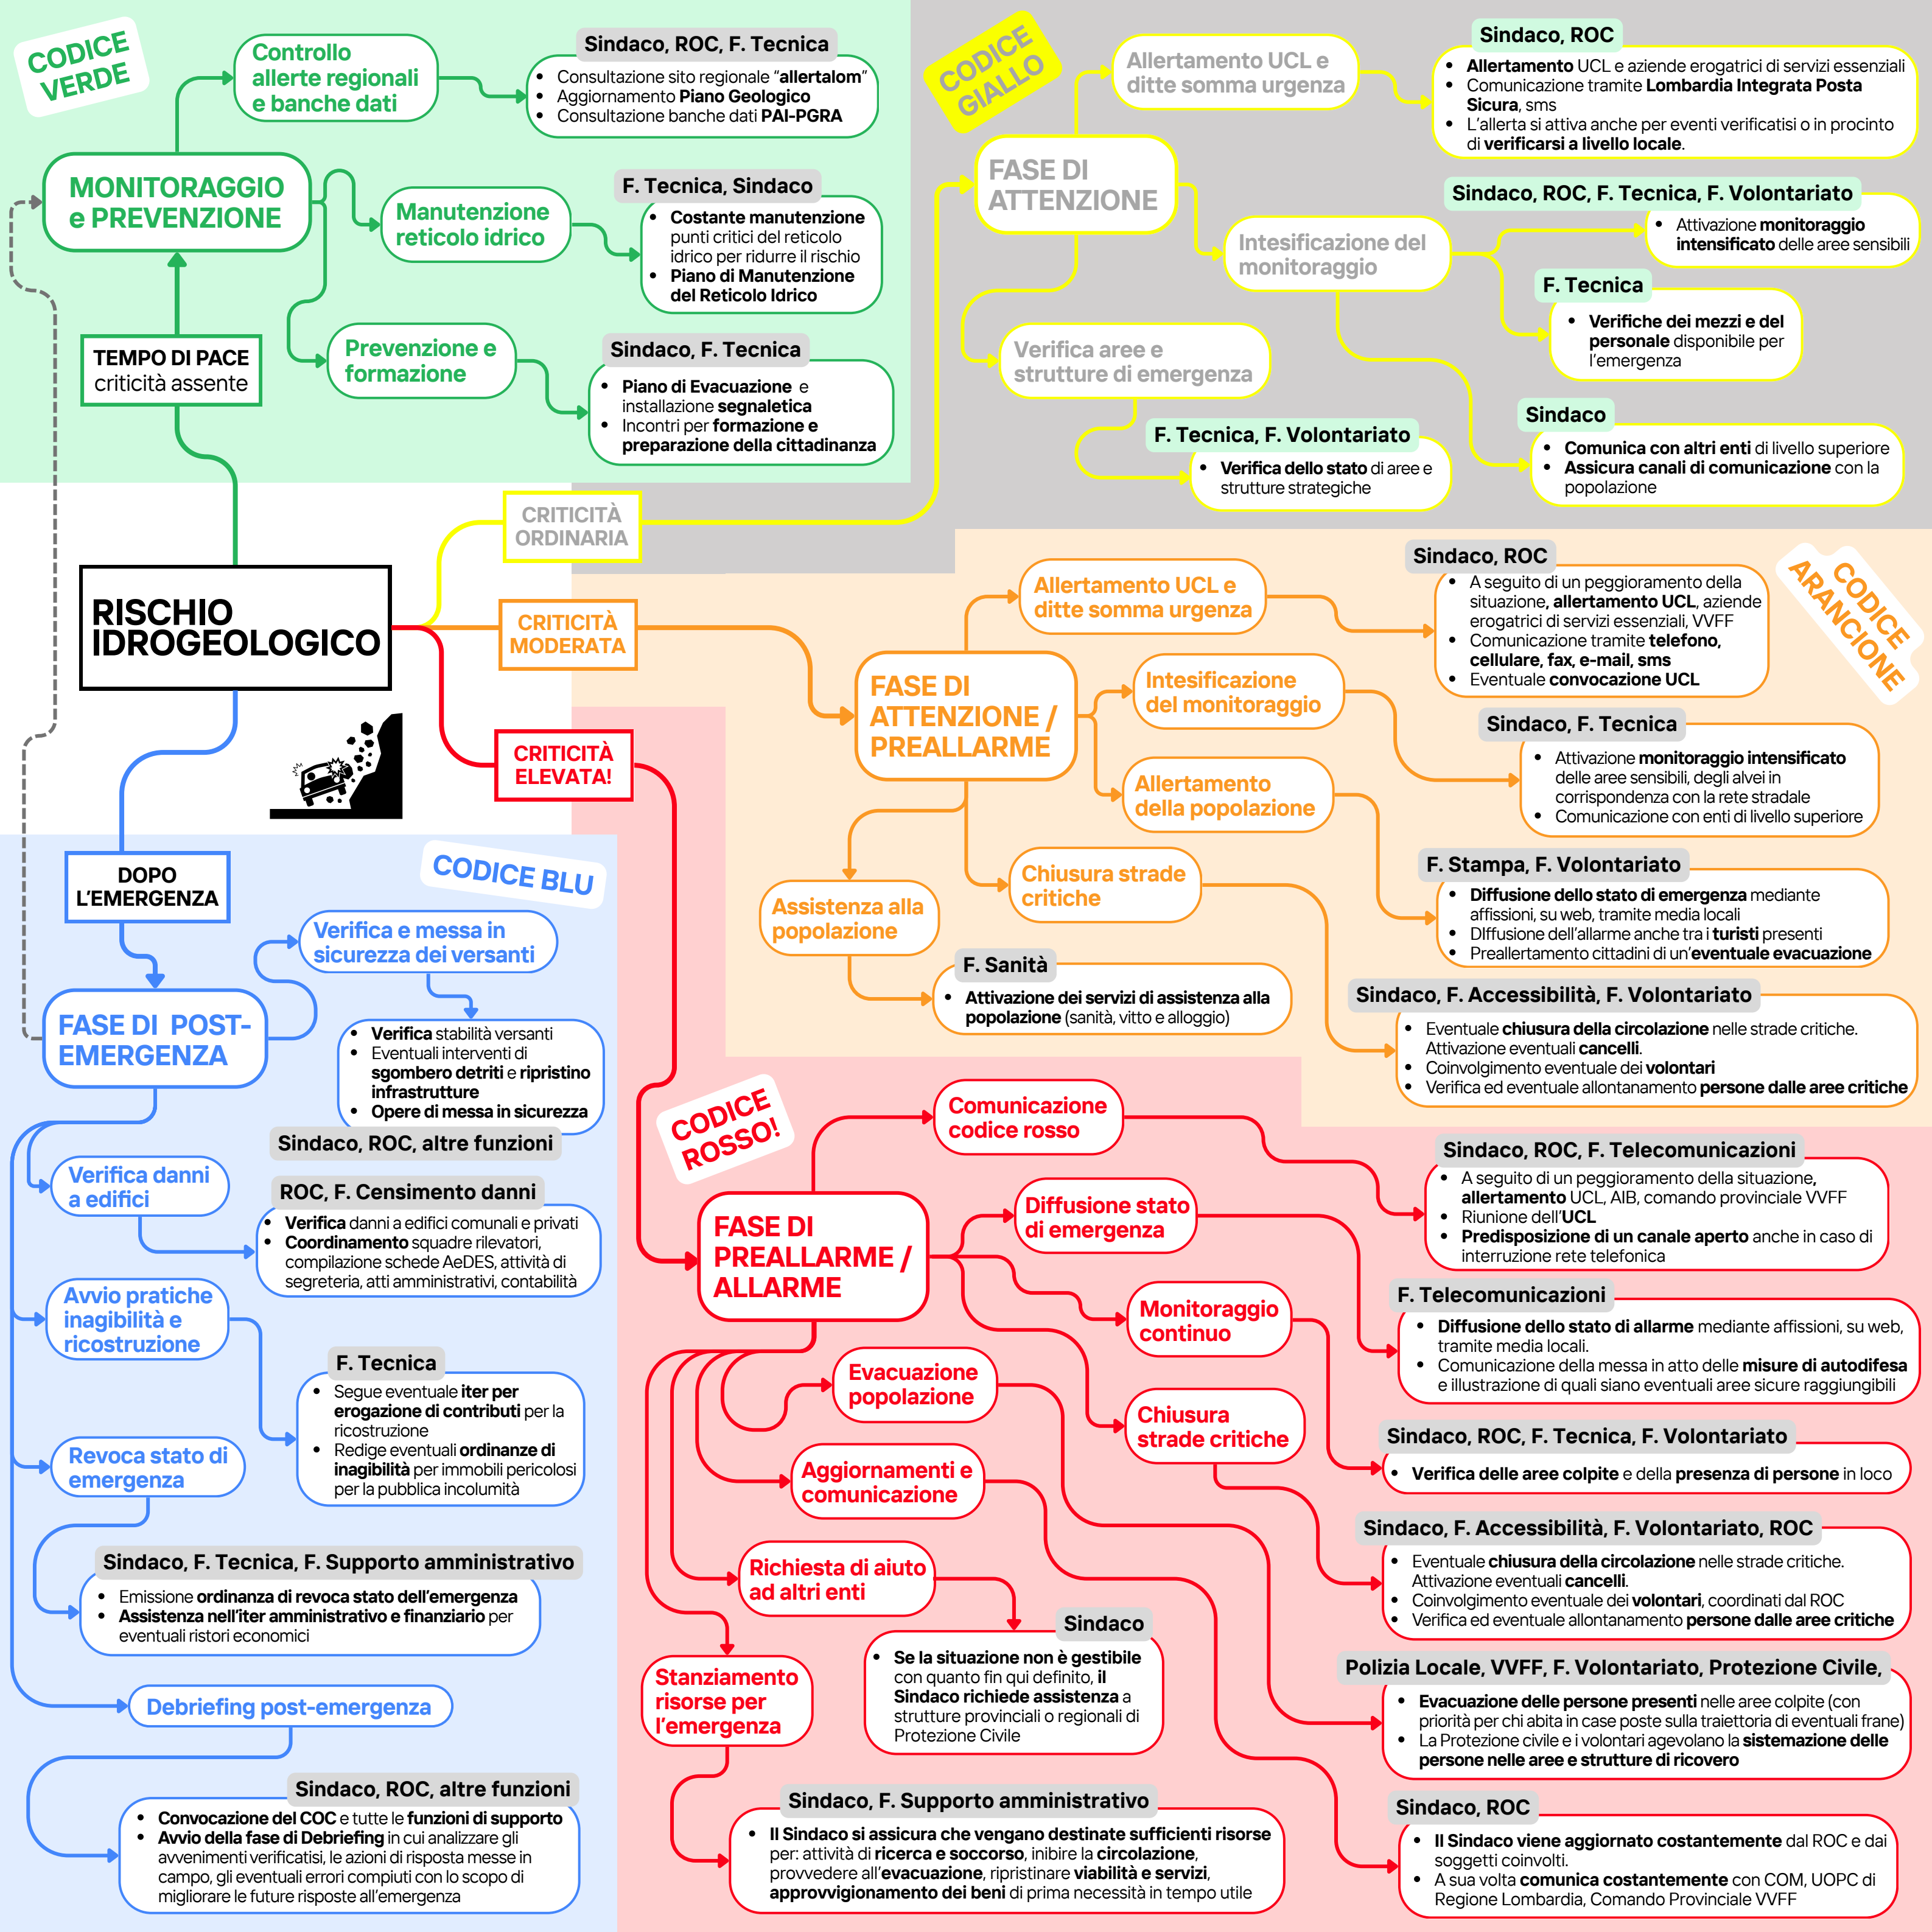 CODICE
VERDE
Controllo
allerte regionali
e banche dati
Sindaco, ROC, F. Tecnica
• Consultazione sito regionale “allertalom”
• Aggiornamento Piano Geologico
• Consultazione banche dati PAI-PGRA
MONITORAGGIO
e PREVENZIONE
Manutenzione
reticolo idrico
F. Tecnica, Sindaco
• Costante manutenzione
punti critici del reticolo
idrico per ridurre il rischio
• Piano di Manutenzione
del Reticolo Idrico
TEMPO DI PACE
criticità assente
Prevenzione e
formazione
Sindaco, F. Tecnica
• Piano di Evacuazione e
installazione segnaletica
• Incontri per formazione e
preparazione della cittadinanza
CODICE
GIALLO
Allertamento UCL e
ditte somma urgenza
Sindaco, ROC
• Allertamento UCL e aziende erogatrici di servizi essenziali
• Comunicazione tramite Lombardia Integrata Posta
Sicura, sms
• L’allerta si attiva anche per eventi verificatisi o in procinto
di verificarsi a livello locale.
FASE DI
ATTENZIONE
Intesificazione del
monitoraggio
Sindaco, ROC, F. Tecnica, F. Volontariato
• Attivazione monitoraggio
intensificato delle aree sensibili
F. Tecnica
• Verifiche dei mezzi e del
personale disponibile per
l’emergenza
Verifica aree e
strutture di emergenza
F. Tecnica, F. Volontariato
• Verifica dello stato di aree e
strutture strategiche
Sindaco
• Comunica con altri enti di livello superiore
• Assicura canali di comunicazione con la
popolazione
RISCHIO
IDROGEOLOGICO
CRITICITÀ
ORDINARIA
CRITICITÀ
MODERATA
CRITICITÀ
ELEVATA!
CODICE
ARANCIONE
Allertamento UCL e
ditte somma urgenza
Sindaco, ROC
• A seguito di un peggioramento della
situazione, allertamento UCL, aziende
erogatrici di servizi essenziali, VVFF
• Comunicazione tramite telefono,
cellulare, fax, e-mail, sms
• Eventuale convocazione UCL
FASE DI
ATTENZIONE /
PREALLARME
Intesificazione
del monitoraggio
Sindaco, F. Tecnica
• Attivazione monitoraggio intensificato
delle aree sensibili, degli alvei in
corrispondenza con la rete stradale
• Comunicazione con enti di livello superiore
Allertamento
della popolazione
F. Stampa, F. Volontariato
• Diffusione dello stato di emergenza mediante
affissioni, su web, tramite media locali
• DIffusione dell’allarme anche tra i turisti presenti
• Preallertamento cittadini di un’eventuale evacuazione
Chiusura strade
critiche
Sindaco, F. Accessibilità, F. Volontariato
• Eventuale chiusura della circolazione nelle strade critiche.
Attivazione eventuali cancelli.
• Coinvolgimento eventuale dei volontari
• Verifica ed eventuale allontanamento persone dalle aree critiche
Assistenza alla
popolazione
F. Sanità
• Attivazione dei servizi di assistenza alla
popolazione (sanità, vitto e alloggio)
DOPO
L’EMERGENZA
CODICE BLU
FASE DI POST-
EMERGENZA
Verifica e messa in
sicurezza dei versanti
• Verifica stabilità versanti
• Eventuali interventi di
sgombero detriti e ripristino
infrastrutture
• Opere di messa in sicurezza
Sindaco, ROC, altre funzioni
Verifica danni
a edifici
ROC, F. Censimento danni
• Verifica danni a edifici comunali e privati
• Coordinamento squadre rilevatori,
compilazione schede AeDES, attività di
segreteria, atti amministrativi, contabilità
Avvio pratiche
inagibilità e
ricostruzione
F. Tecnica
• Segue eventuale iter per
erogazione di contributi per la
ricostruzione
• Redige eventuali ordinanze di
inagibilità per immobili pericolosi
per la pubblica incolumità
Revoca stato di
emergenza
Sindaco, F. Tecnica, F. Supporto amministrativo
• Emissione ordinanza di revoca stato dell’emergenza
• Assistenza nell’iter amministrativo e finanziario per
eventuali ristori economici
Debriefing post-emergenza
Sindaco, ROC, altre funzioni
• Convocazione del COC e tutte le funzioni di supporto
• Avvio della fase di Debriefing in cui analizzare gli
avvenimenti verificatisi, le azioni di risposta messe in
campo, gli eventuali errori compiuti con lo scopo di
migliorare le future risposte all’emergenza
CODICE
ROSSO!
Comunicazione
codice rosso
Sindaco, ROC, F. Telecomunicazioni
• A seguito di un peggioramento della situazione,
allertamento UCL, AIB, comando provinciale VVFF
• Riunione dell’UCL
• Predisposizione di un canale aperto anche in caso di
interruzione rete telefonica
FASE DI
PREALLARME /
ALLARME
Diffusione stato
di emergenza
F. Telecomunicazioni
• Diffusione dello stato di allarme mediante affissioni, su web,
tramite media locali.
• Comunicazione della messa in atto delle misure di autodifesa
e illustrazione di quali siano eventuali aree sicure raggiungibili
Monitoraggio
continuo
Sindaco, ROC, F. Tecnica, F. Volontariato
• Verifica delle aree colpite e della presenza di persone in loco
Chiusura
strade critiche
Sindaco, F. Accessibilità, F. Volontariato, ROC
• Eventuale chiusura della circolazione nelle strade critiche.
Attivazione eventuali cancelli.
• Coinvolgimento eventuale dei volontari, coordinati dal ROC
• Verifica ed eventuale allontanamento persone dalle aree critiche
Evacuazione
popolazione
Polizia Locale, VVFF, F. Volontariato, Protezione Civile,
• Evacuazione delle persone presenti nelle aree colpite (con
priorità per chi abita in case poste sulla traiettoria di eventuali frane)
• La Protezione civile e i volontari agevolano la sistemazione delle
persone nelle aree e strutture di ricovero
Aggiornamenti e
comunicazione
Sindaco, ROC
• Il Sindaco viene aggiornato costantemente dal ROC e dai
soggetti coinvolti.
• A sua volta comunica costantemente con COM, UOPC di
Regione Lombardia, Comando Provinciale VVFF
Richiesta di aiuto
ad altri enti
Sindaco
• Se la situazione non è gestibile
con quanto fin qui definito, il
Sindaco richiede assistenza a
strutture provinciali o regionali di
Protezione Civile
Stanziamento
risorse per
l’emergenza
Sindaco, F. Supporto amministrativo
• Il Sindaco si assicura che vengano destinate sufficienti risorse
per: attività di ricerca e soccorso, inibire la circolazione,
provvedere all’evacuazione, ripristinare viabilità e servizi,
approvvigionamento dei beni di prima necessità in tempo utile